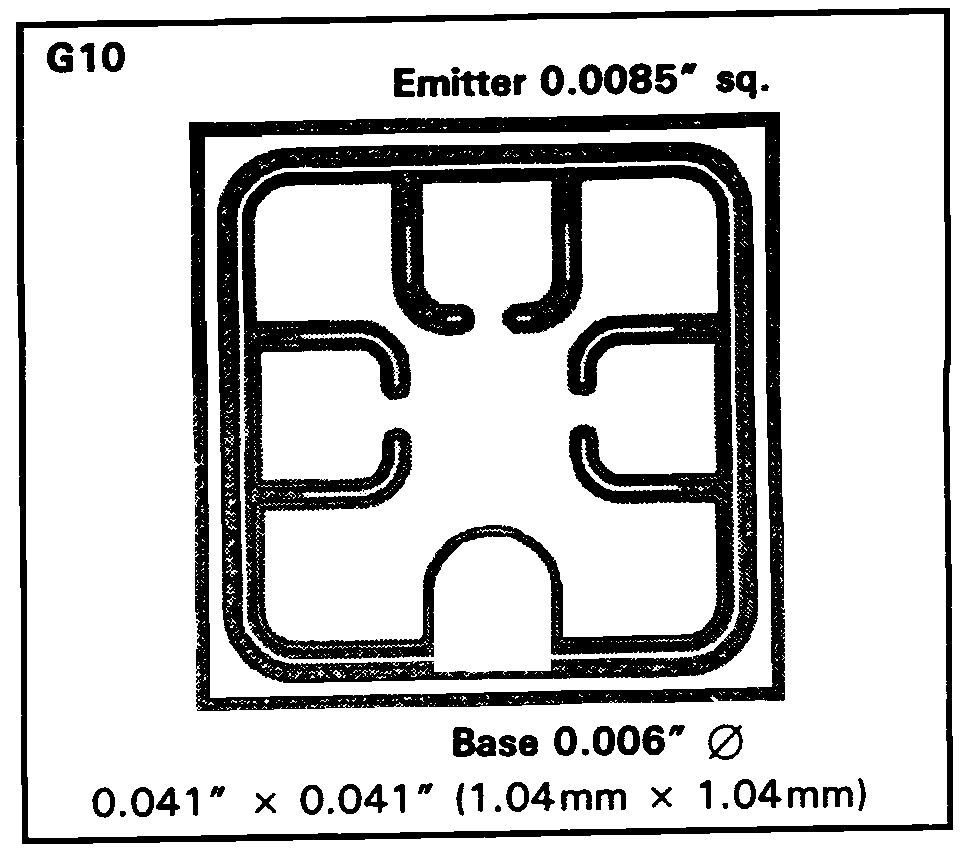 G10
Emitter 0.0085″ sq.
Base 0.006″ ∅
0.041″ × 0.041″ (1.04mm × 1.04mm)